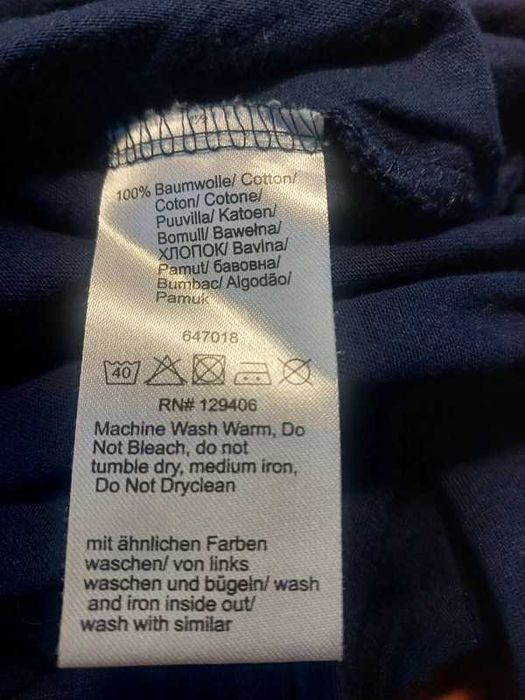 100% Baumwolle/ Cotton/
Coton/ Cotone/
Puuvilla/ Katoen/
Bomull/ Bawełna/
ХЛОПОК/ Bavlna/
Pamut/ бавовна/
Bumbac/ Algodão/
Pamuk
647018
40
RN# 129406
Machine Wash Warm, Do
Not Bleach, do not
tumble dry, medium iron,
Do Not Dryclean
mit ähnlichen Farben
waschen/ von links
waschen und bügeln/ wash
and iron inside out/
wash with similar